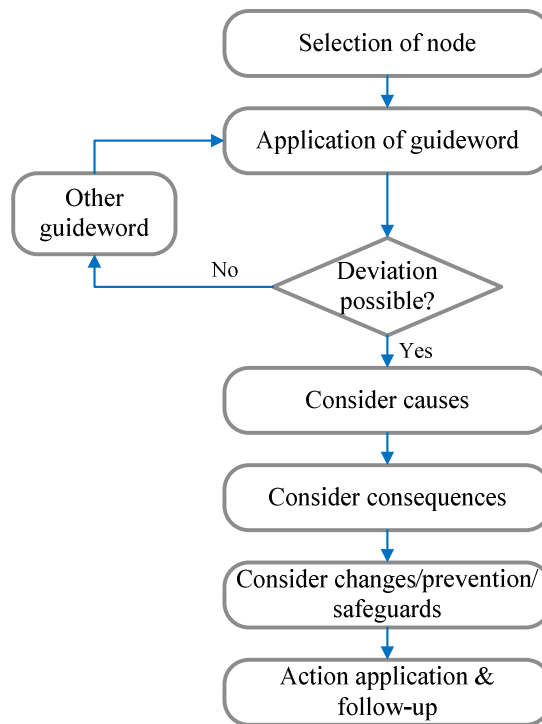 Selection of node
Application of guideword
Other
guideword
No
Deviation
possible?
Yes
Consider causes
Consider consequences
Consider changes/prevention/
safeguards
Action application &
follow-up